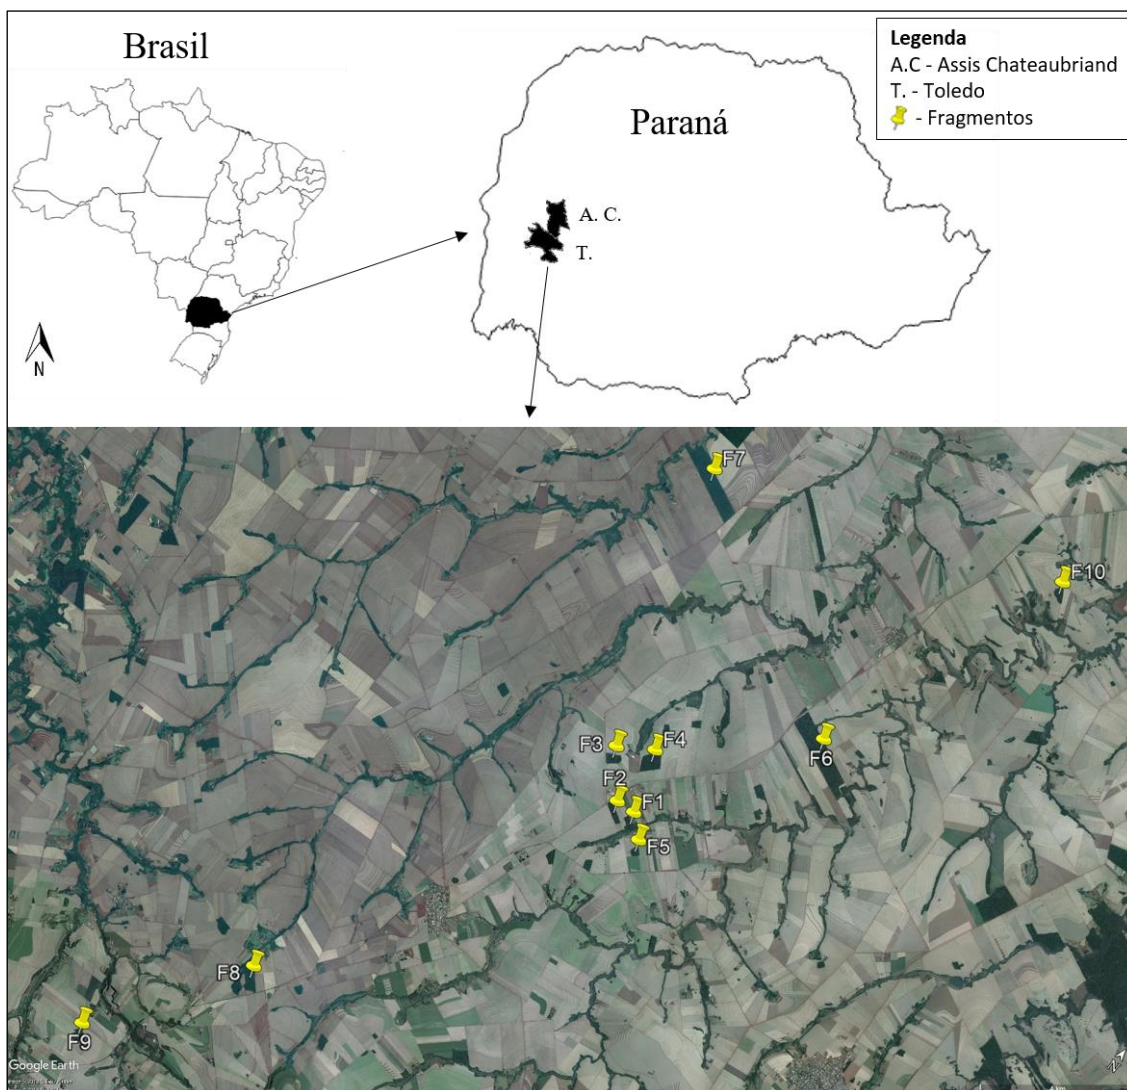 Brasil
Paraná
Legenda
A.C - Assis Chateaubriand
T. - Toledo
- Fragmentos
A. C.
T.
N
F7
F10
F3
F4
F6
F2
F1
F5
F8
F9
Google Earth
N